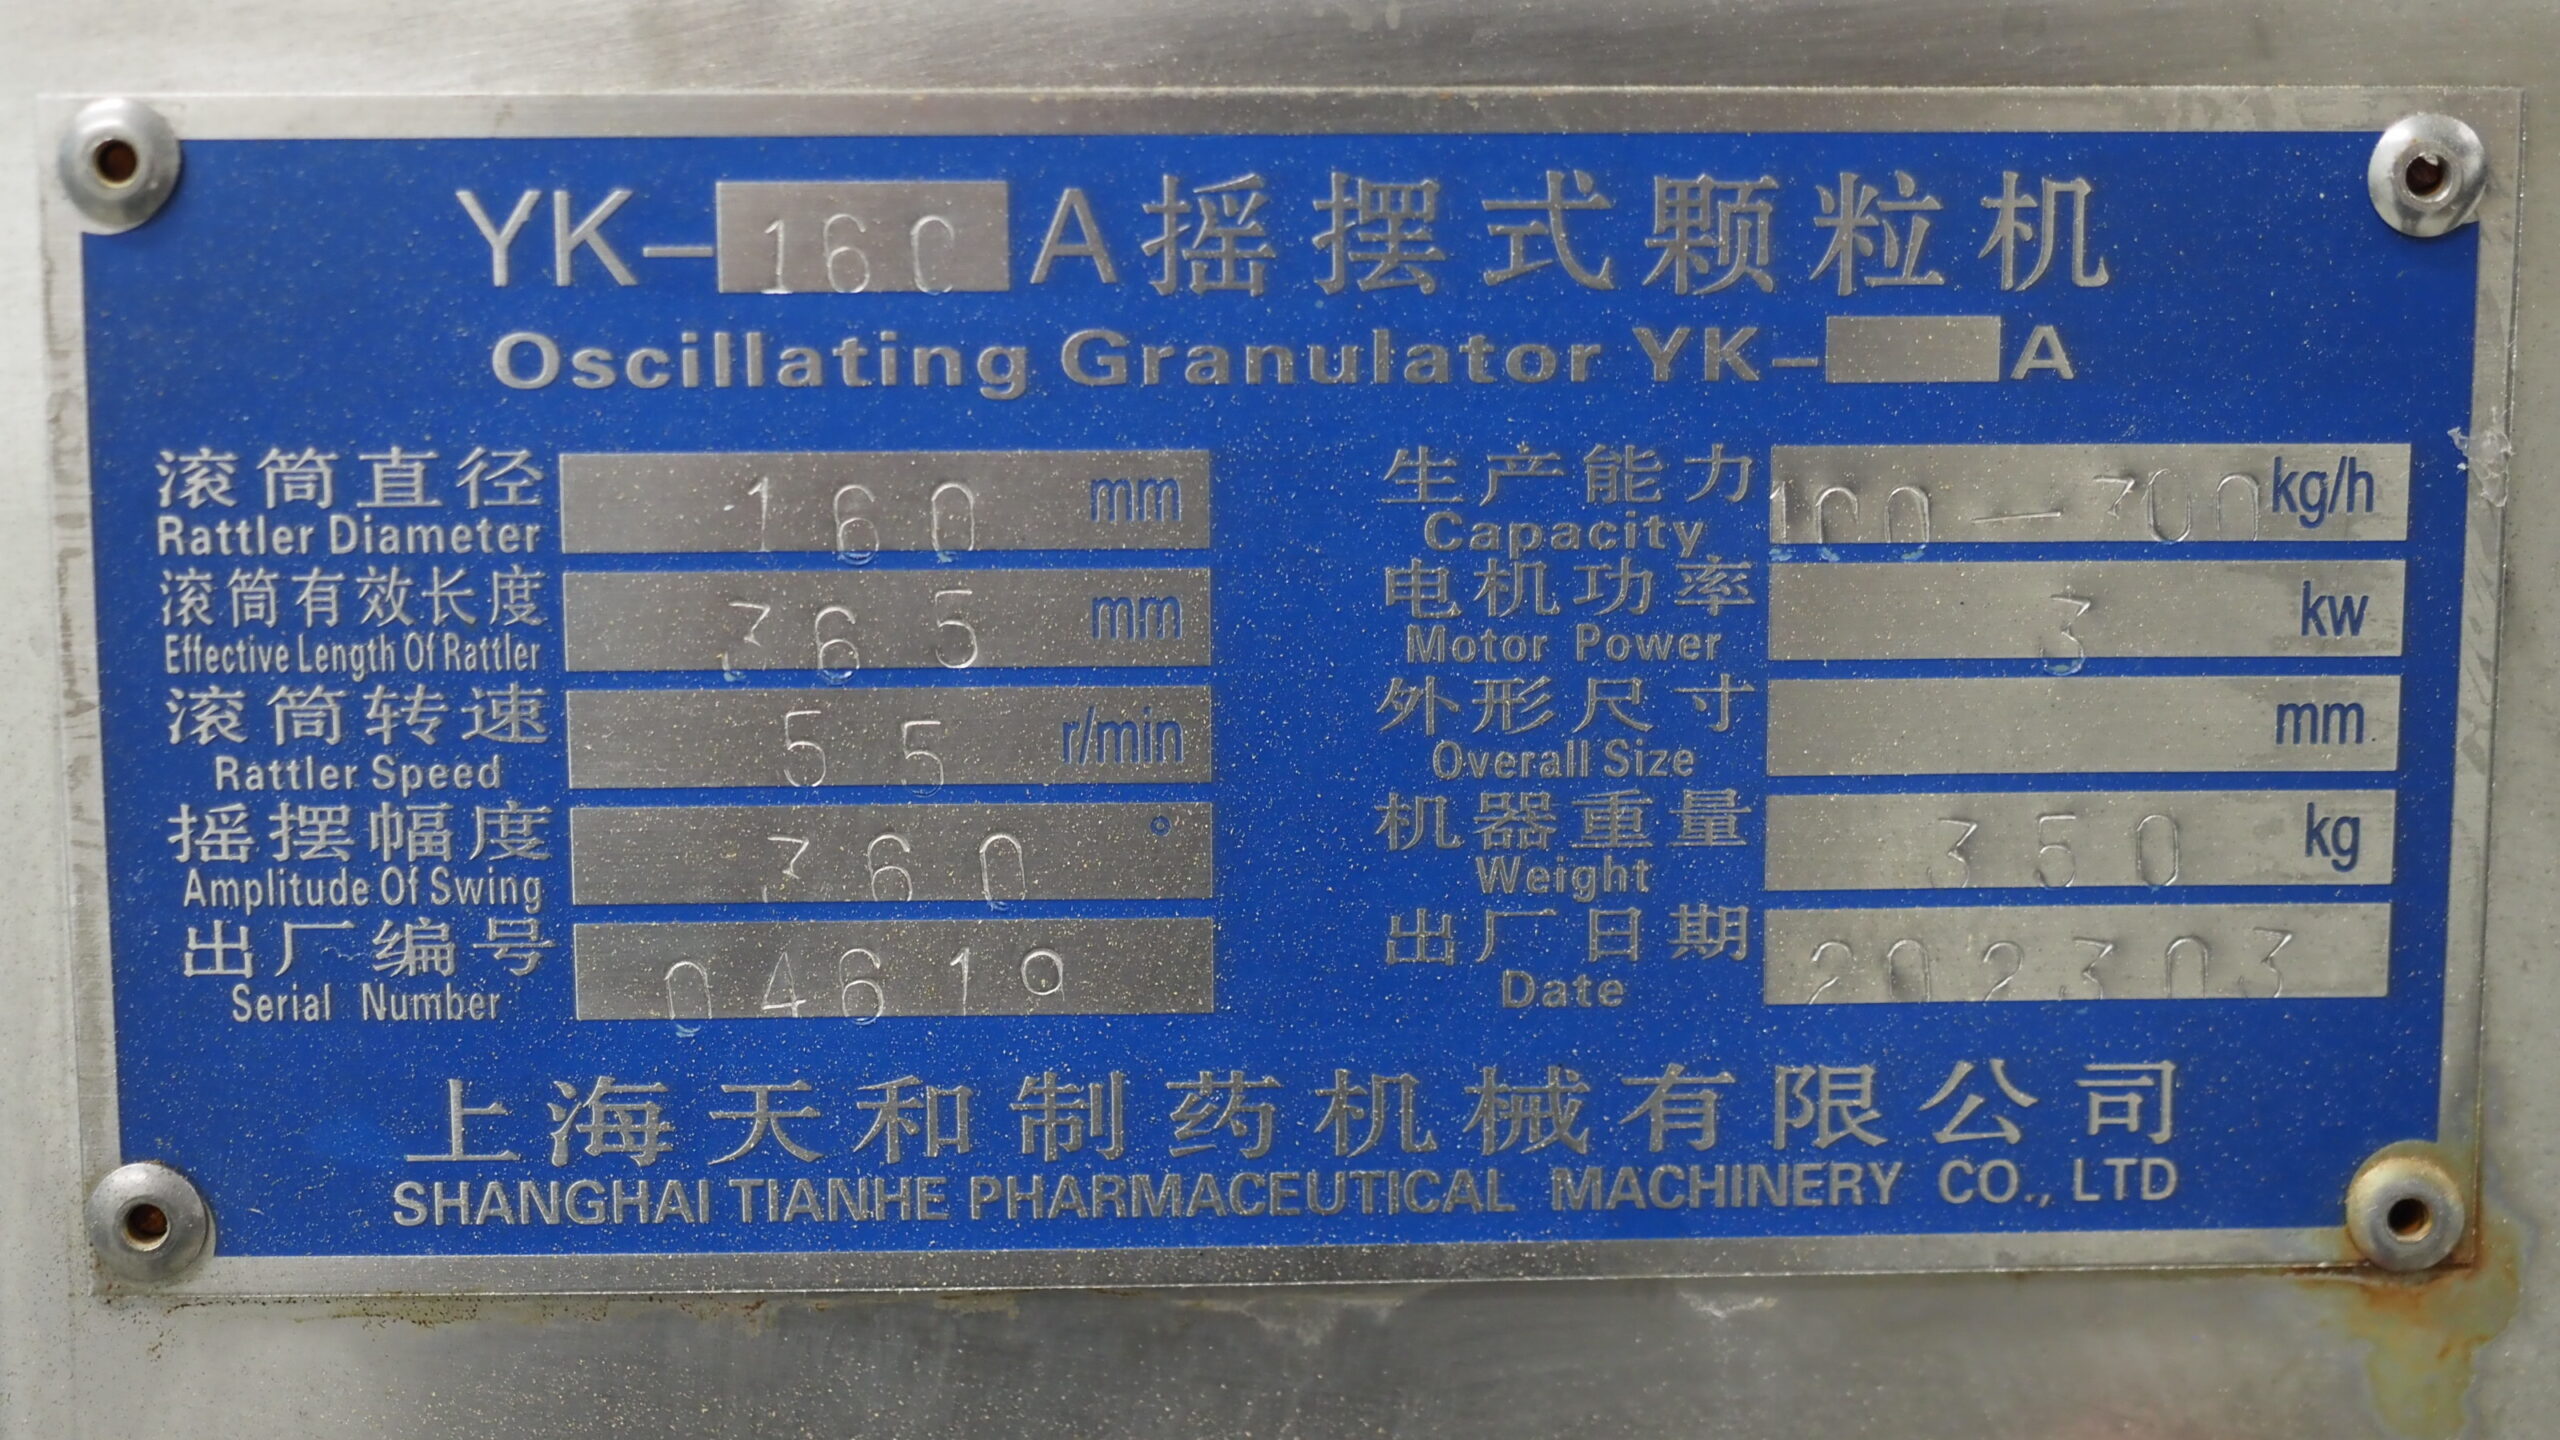 YK-160A摇摆式颗粒机
Oscillating Granulator YK- A
滚筒直径 160 mm
Rattler Diameter
滚筒有效长度 365 mm
Effective Length Of Rattler
滚筒转速 55 r/min
Rattler Speed
摇摆幅度 360 °
Amplitude Of Swing
出厂编号 04619
Serial Number
生产能力 kg/h
Capacity
电机功率 3 kw
Motor Power
外形尺寸 mm
Overall Size
机器重量 350 kg
Weight
出厂日期 202303
Date
上海天和制药机械有限公司
SHANGHAI TIANHE PHARMACEUTICAL MACHINERY CO., LTD